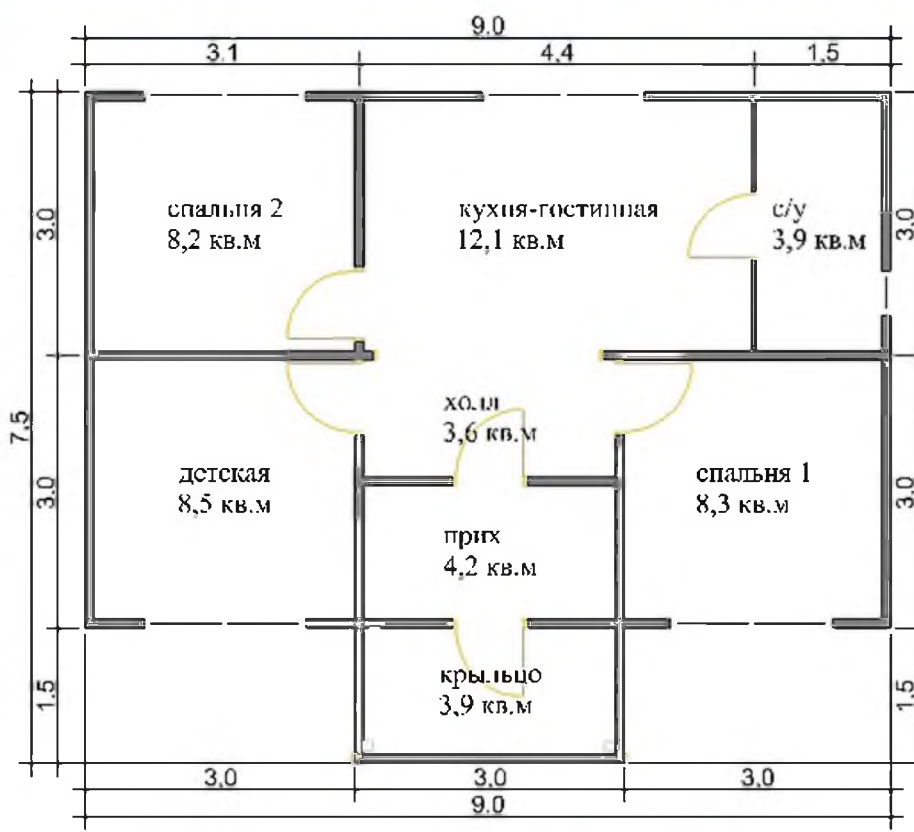 9.0
3.1 4,4 1,5
спальня 2
8,2 кв.м
кухня-гостинная
12,1 кв.м
с/у
3,9 кв.м
3.0
3,0
7,5
холл
3,6 кв.м
детская
8,5 кв.м
спальня 1
8,3 кв.м
3.0
3,0
прих
4,2 кв.м
крыльцо
3,9 кв.м
1.5
1,5
3,0 3,0 3,0
9.0